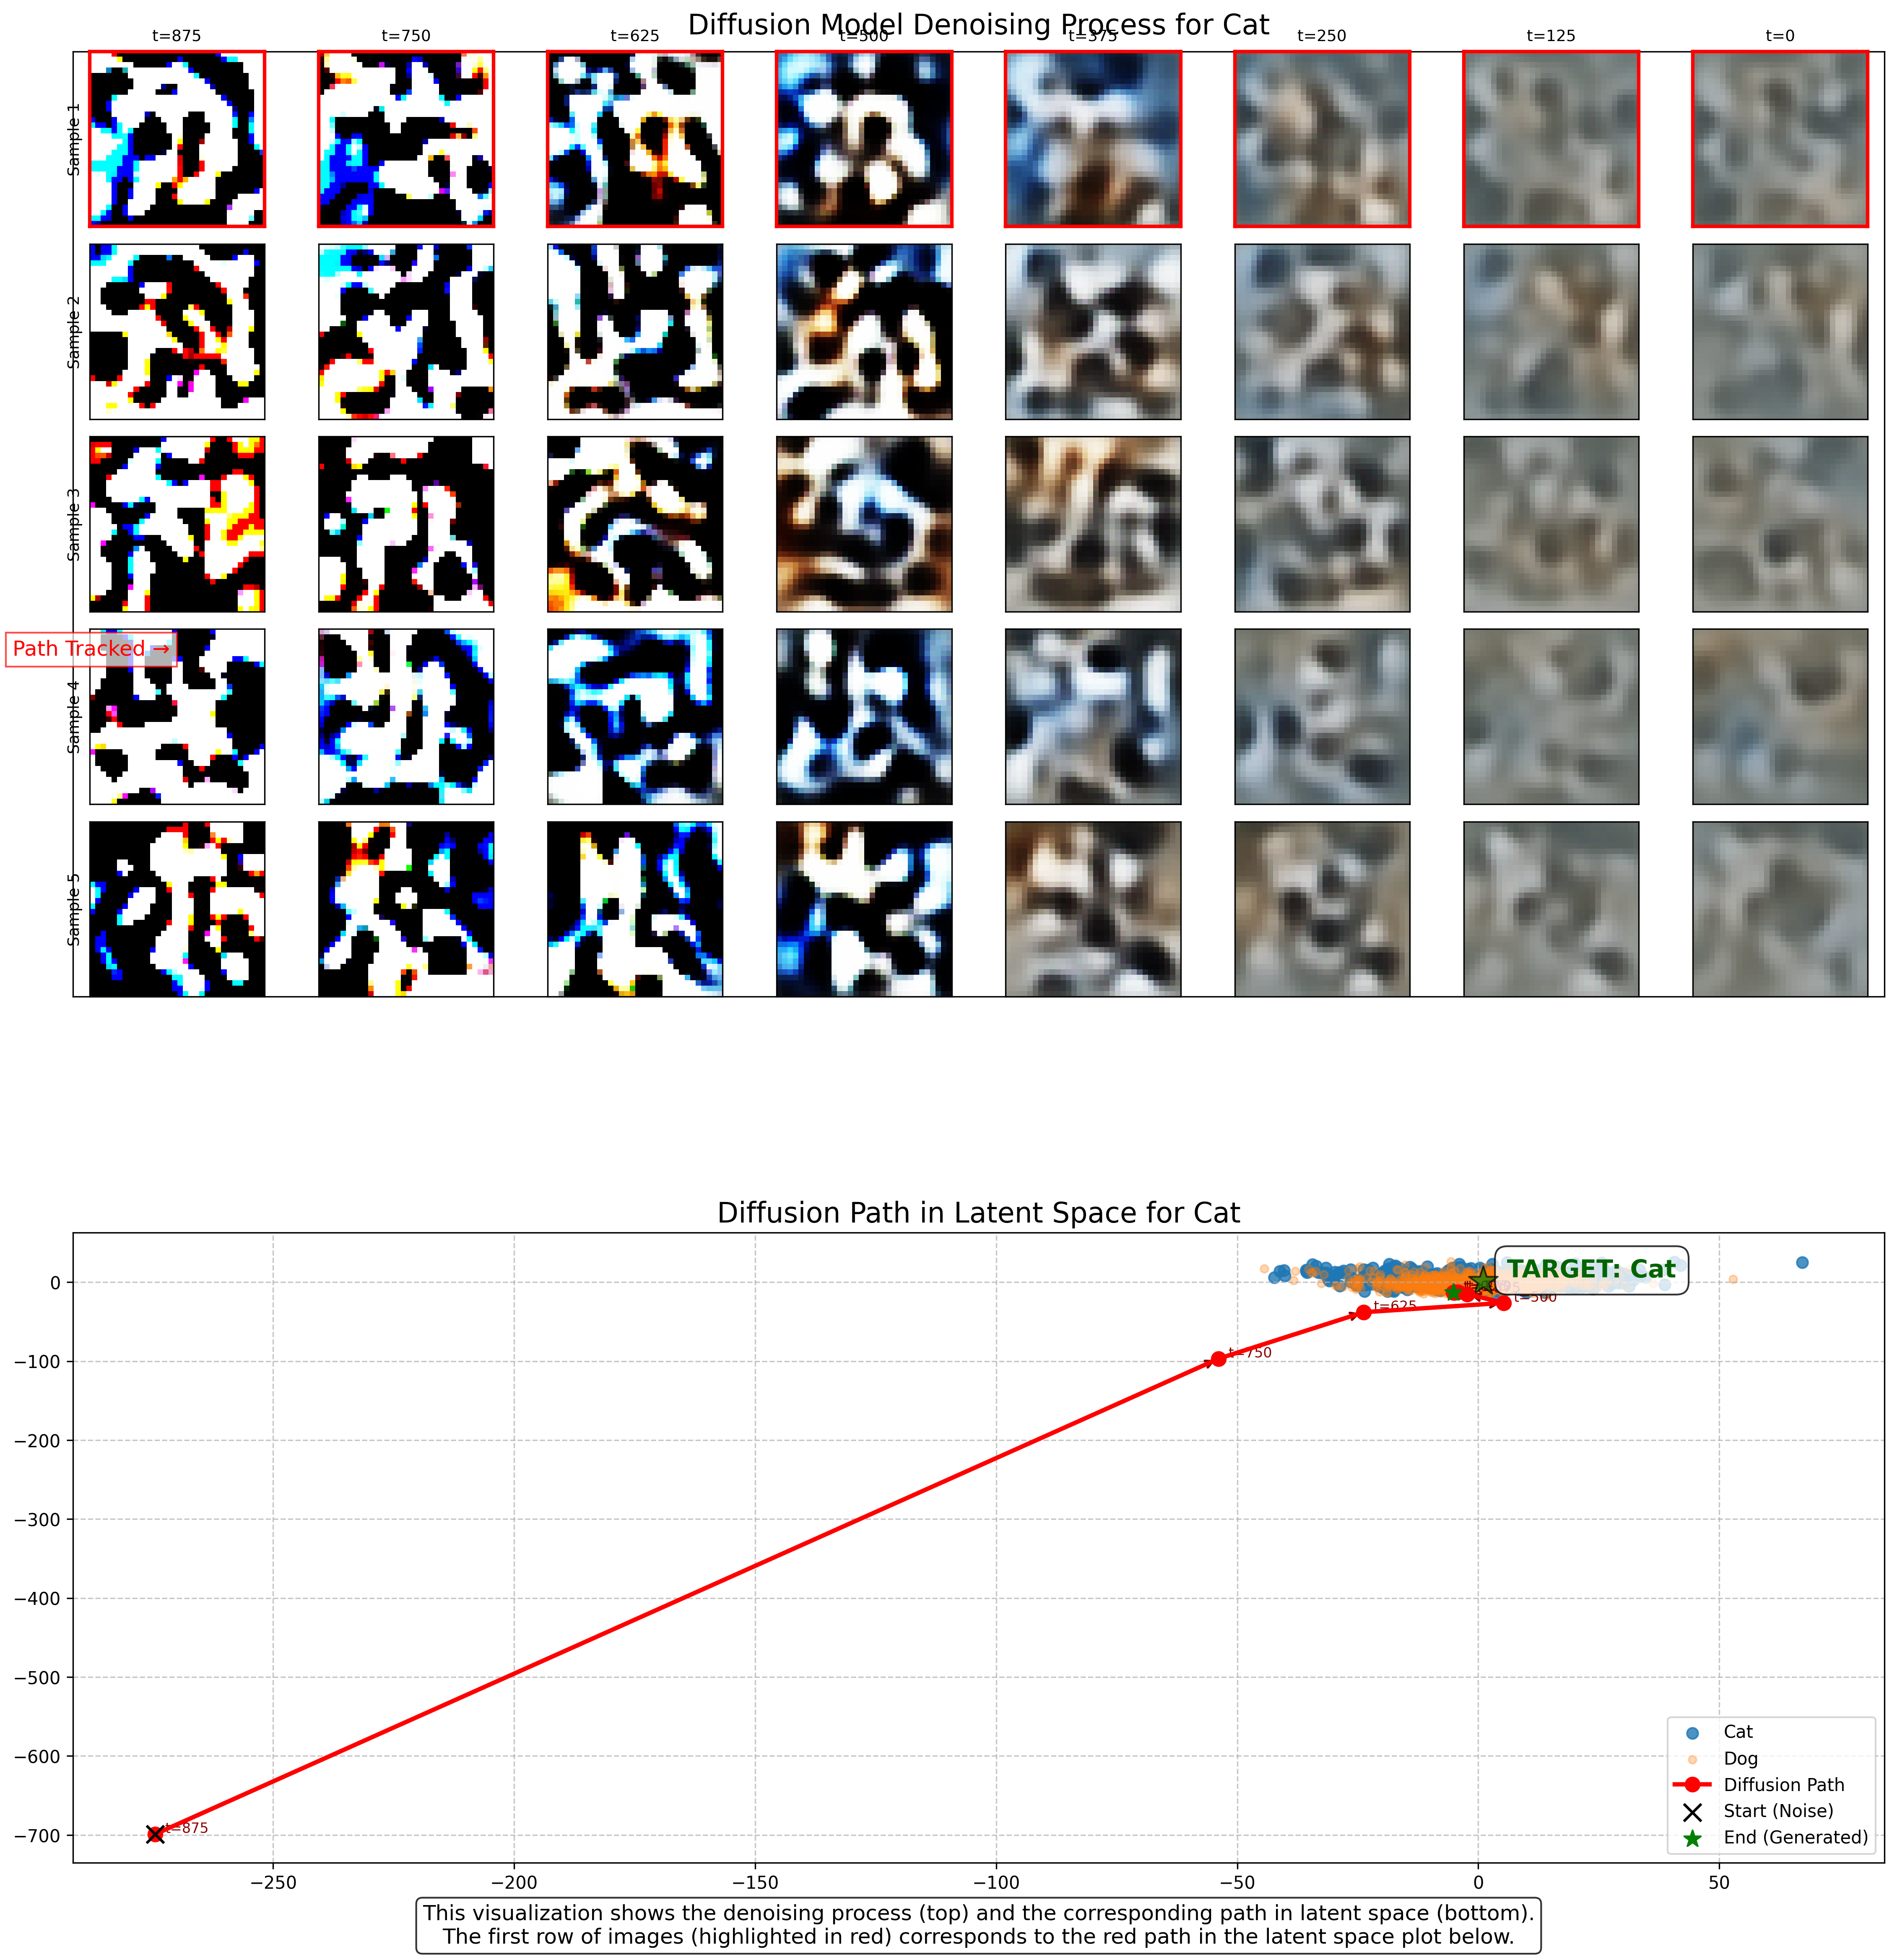 Diffusion Model Denoising Process for Cat
t=875
t=750
t=625
t=500
t=375
t=250
t=125
t=0
Sample 1
Sample 2
Sample 3
Path Tracked →
Sample 4
Sample 5
Diffusion Path in Latent Space for Cat
TARGET: Cat
t=500
t=625
t=750
t=875
0
−100
−200
−300
−400
−500
−600
−700
−250
−200
−150
−100
−50
0
50
Cat
Dog
Diffusion Path
Start (Noise)
End (Generated)
This visualization shows the denoising process (top) and the corresponding path in latent space (bottom).
The first row of images (highlighted in red) corresponds to the red path in the latent space plot below.